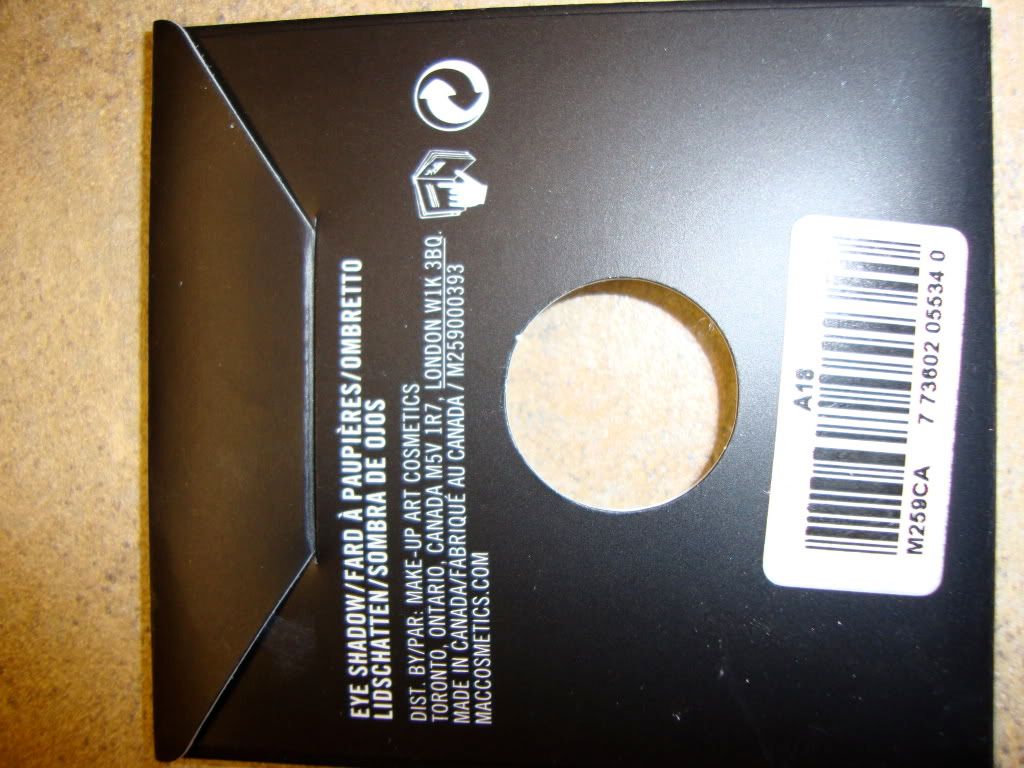 EYE SHADOW/FARD À PAUPIÈRES/OMBRETTO
LIDSCHATTEN/SOMBRA DE OJOS
DIST. BY/PAR: MAKE-UP ART COSMETICS
TORONTO, ONTARIO, CANADA M5V 1R7, LONDON W1K 3BQ.
MADE IN CANADA/FABRIQUÉ AU CANADA / M259000393
MACCOSMETICS.COM
A18
M259CA 7 73602 05534 0